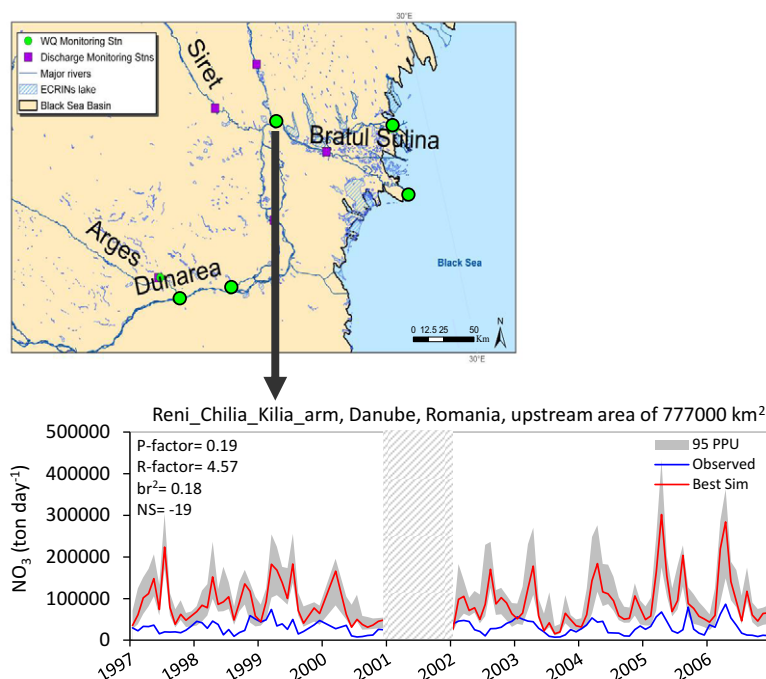 30°E
WQ Monitoring Stn
Discharge Monitoring Stns
Major rivers
ECRINs lake
Black Sea Basin
Siret
Bratul Sulina
Arges
Dunarea
Black Sea
N
0 12.5 25 50
Km
30°E
Reni_Chilia_Kilia_arm, Danube, Romania, upstream area of 777000 km²
NO₃ (ton day⁻¹)
500000
400000
300000
200000
100000
0
P-factor= 0.19
R-factor= 4.57
br²= 0.18
NS= -19
95 PPU
Observed
Best Sim
1997 1998 1999 2000 2001 2002 2003 2004 2005 2006